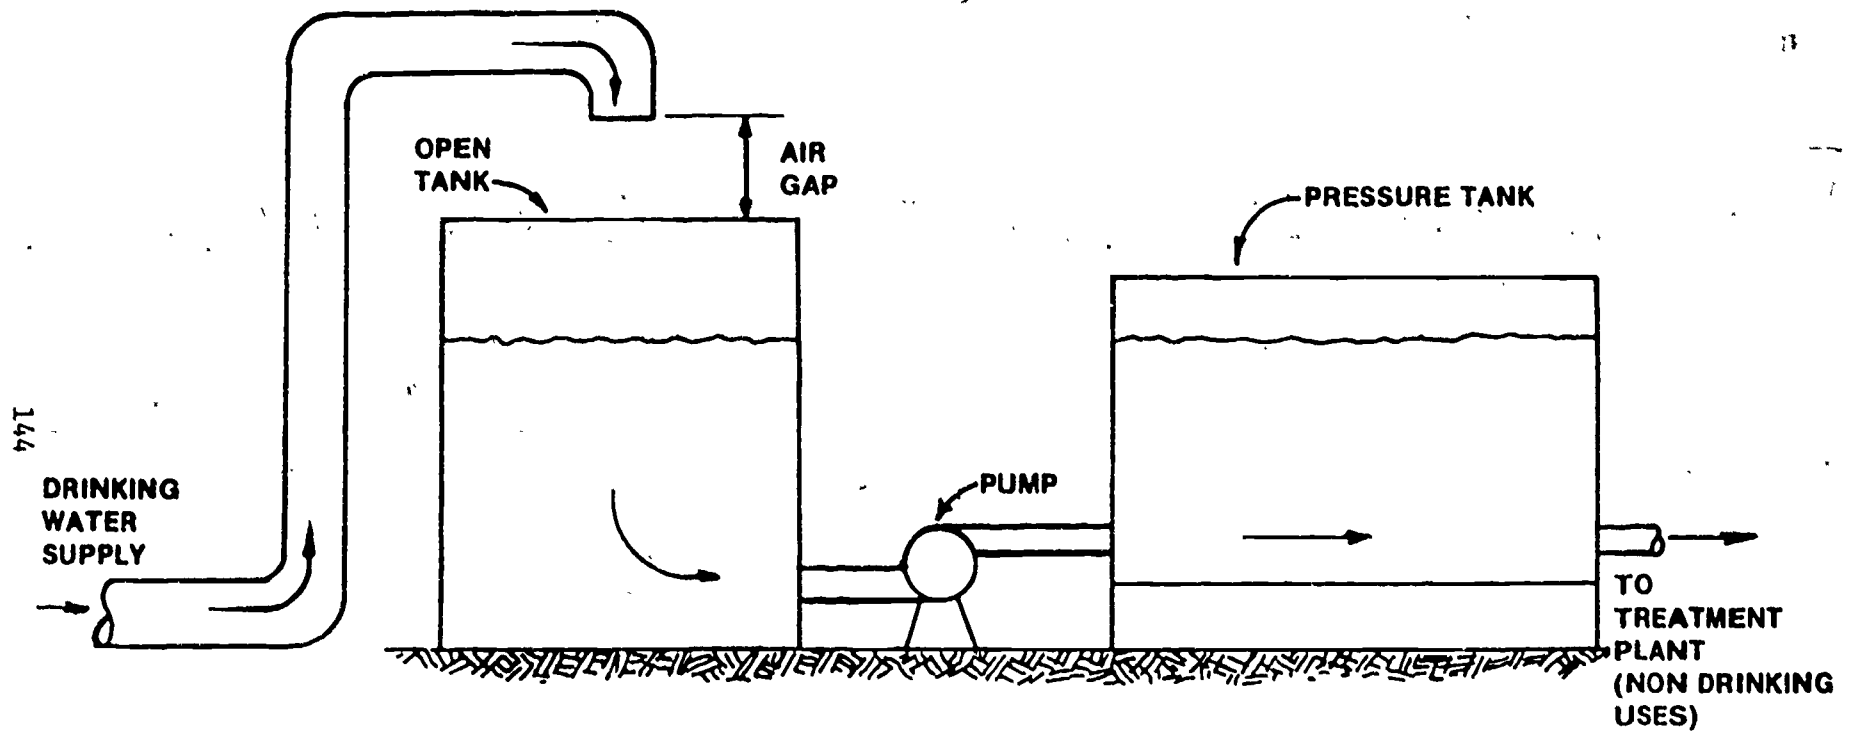 OPEN
TANK
AIR
GAP
PRESSURE TANK
144
DRINKING
WATER
SUPPLY
PUMP
TO
TREATMENT
PLANT
(NON DRINKING
USES)